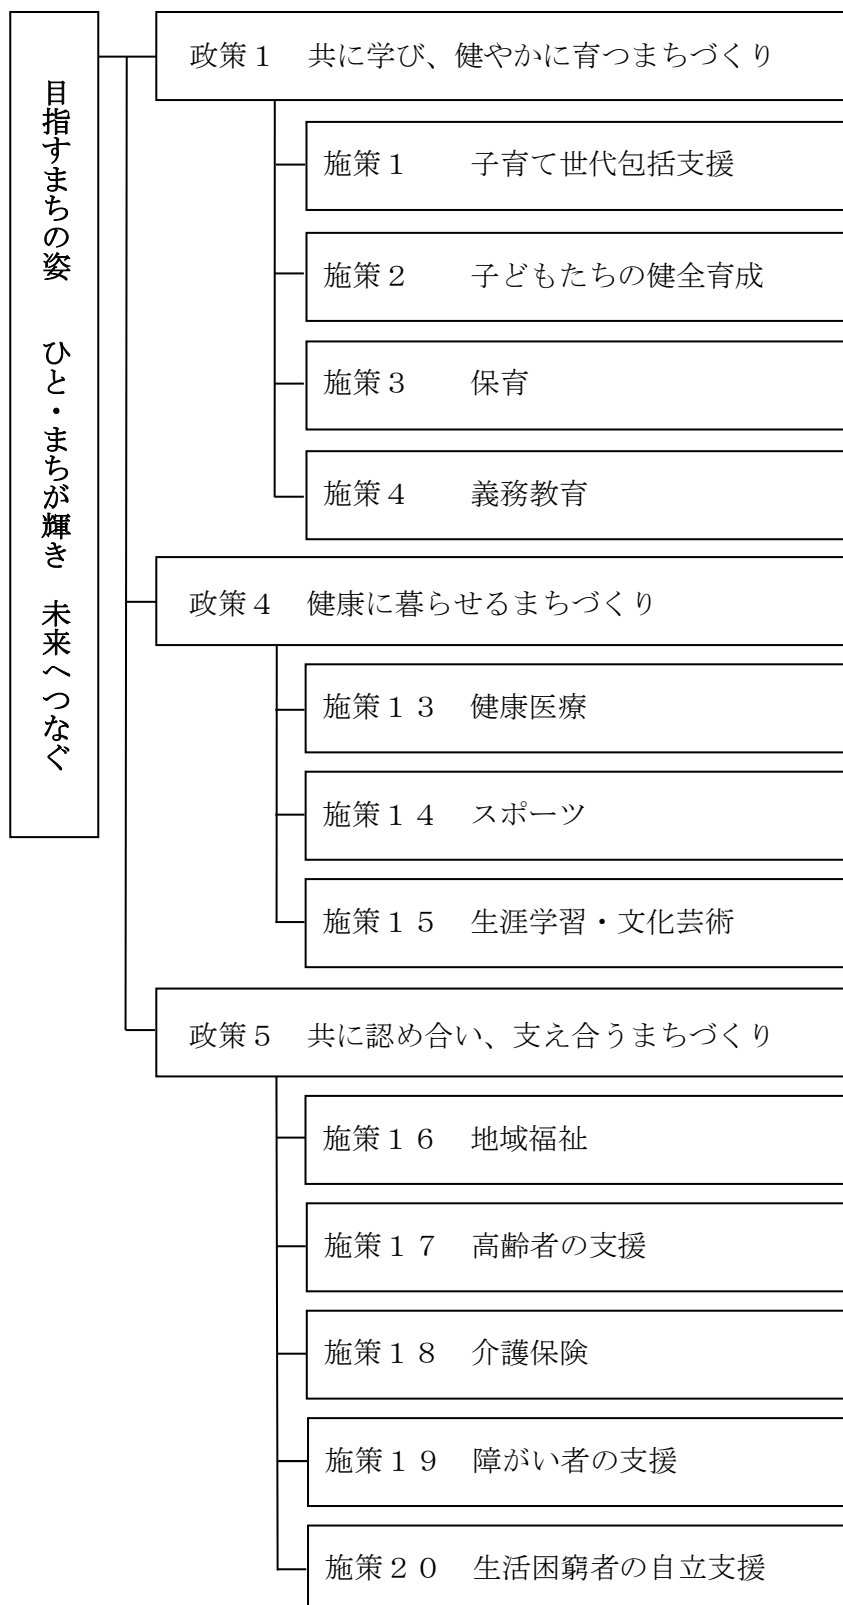 目指すまちの姿　ひと・まちが輝き　未来へつなぐ
政策１　共に学び、健やかに育つまちづくり
施策１　子育て世代包括支援
施策２　子どもたちの健全育成
施策３　保育
施策４　義務教育
政策４　健康に暮らせるまちづくり
施策１３　健康医療
施策１４　スポーツ
施策１５　生涯学習・文化芸術
政策５　共に認め合い、支え合うまちづくり
施策１６　地域福祉
施策１７　高齢者の支援
施策１８　介護保険
施策１９　障がい者の支援
施策２０　生活困窮者の自立支援